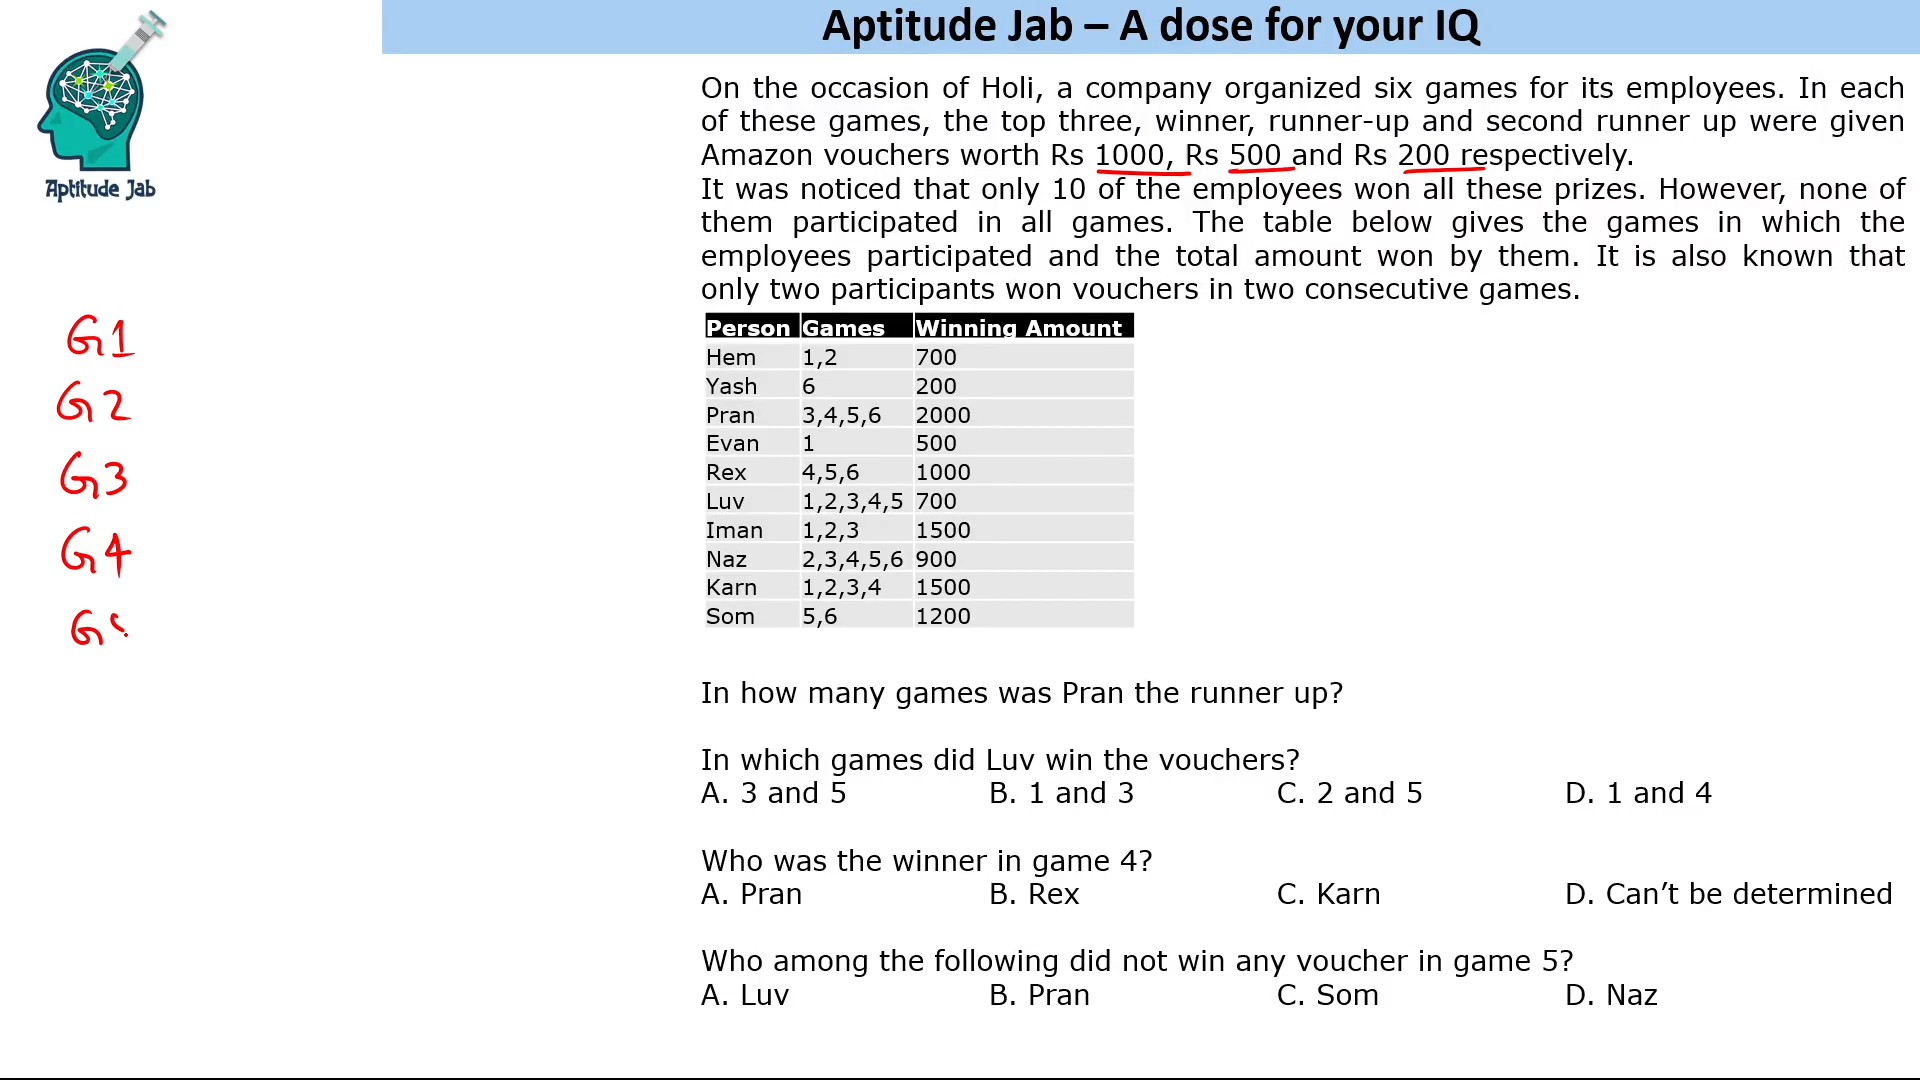 Aptitude Jab – A dose for your IQ
Aptitude Jab
On the occasion of Holi, a company organized six games for its employees. In each
of these games, the top three, winner, runner-up and second runner up were given
Amazon vouchers worth Rs 1000, Rs 500 and Rs 200 respectively.
It was noticed that only 10 of the employees won all these prizes. However, none of
them participated in all games. The table below gives the games in which the
employees participated and the total amount won by them. It is also known that
only two participants won vouchers in two consecutive games.
Person Games Winning Amount
Hem 1,2 700
Yash 6 200
Pran 3,4,5,6 2000
Evan 1 500
Rex 4,5,6 1000
Luv 1,2,3,4,5 700
Iman 1,2,3 1500
Naz 2,3,4,5,6 900
Karn 1,2,3,4 1500
Som 5,6 1200
G1
G2
G3
G4
In how many games was Pran the runner up?
In which games did Luv win the vouchers?
A. 3 and 5 B. 1 and 3 C. 2 and 5 D. 1 and 4
Who was the winner in game 4?
A. Pran B. Rex C. Karn D. Can’t be determined
Who among the following did not win any voucher in game 5?
A. Luv B. Pran C. Som D. Naz